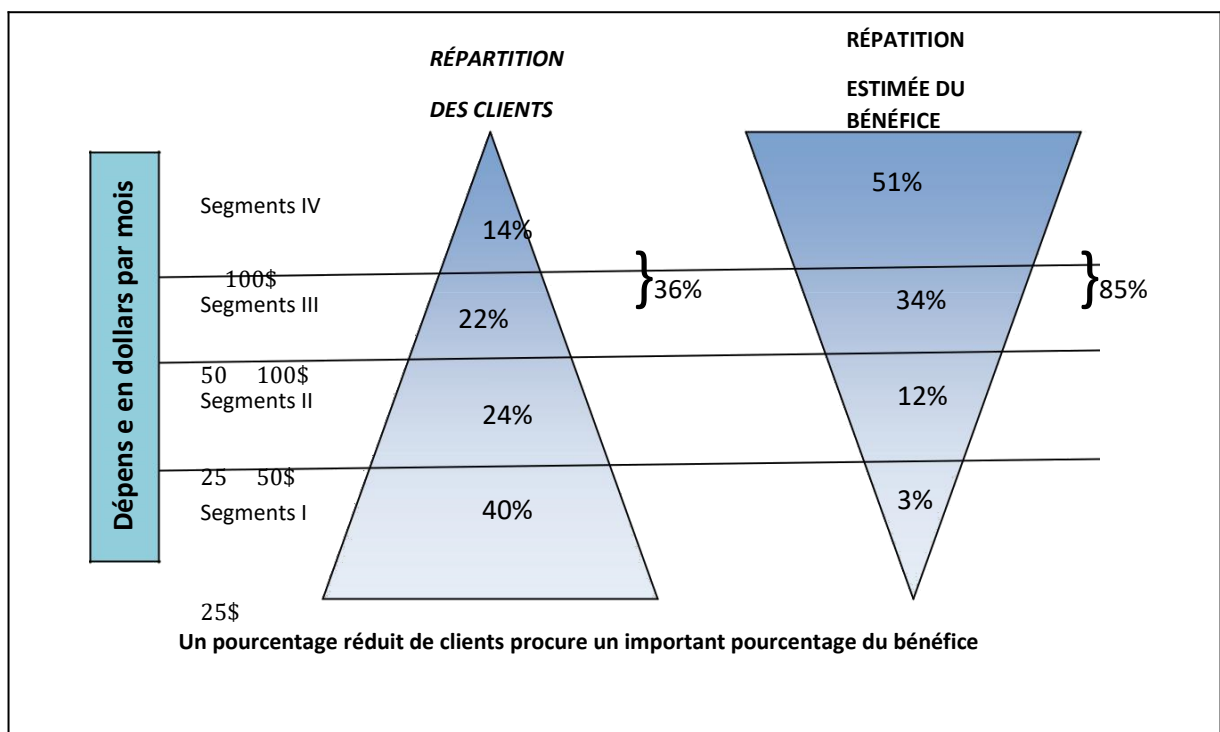 RÉPARTITION
DES CLIENTS
RÉPATITION
ESTIMÉE DU
BÉNÉFICE
Dépens e en dollars par mois
Segments IV
14%
51%
100$
Segments III
22%
36%
34%
85%
50 100$
Segments II
24%
12%
25 50$
Segments I
40%
3%
25$
Un pourcentage réduit de clients procure un important pourcentage du bénéfice